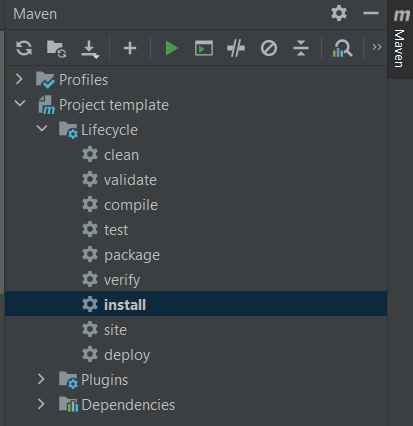 Maven
Maven
Profiles
Project template
Lifecycle
clean
validate
compile
test
package
verify
install
site
deploy
Plugins
Dependencies